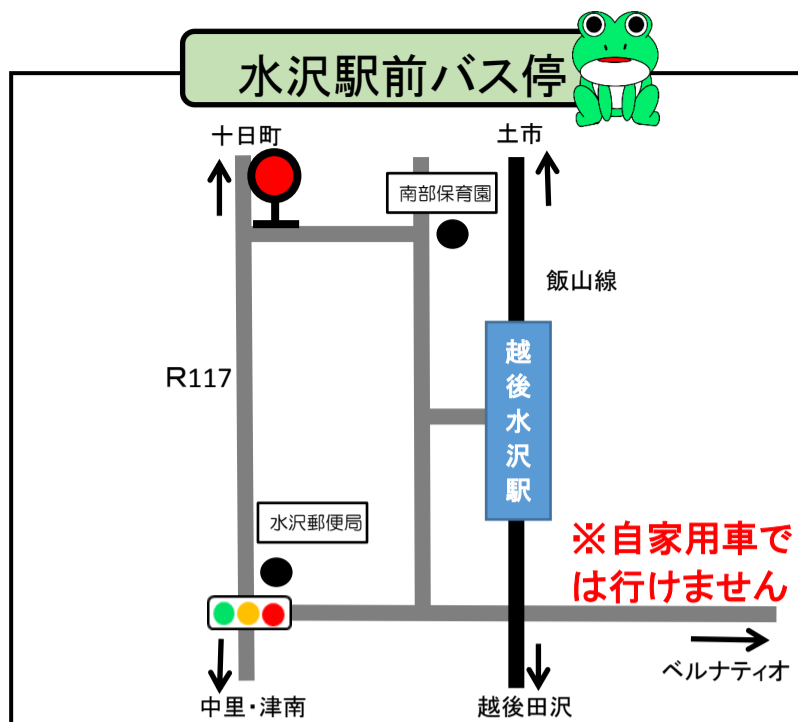 水沢駅前バス停
十日町
土市
南部保育園
飯山線
R117
越後水沢駅
水沢郵便局
※自家用車で
は行けません
ベルナティオ
中里・津南
越後田沢